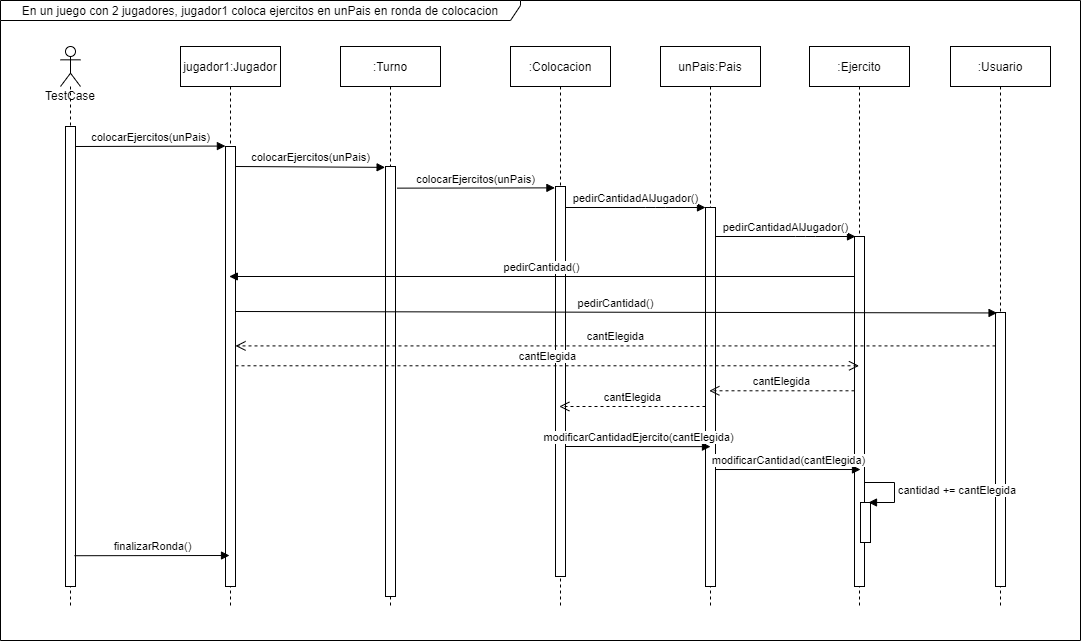 En un juego con 2 jugadores, jugador1 coloca ejercitos en unPais en ronda de colocacion
TestCase
jugador1:Jugador
:Turno
:Colocacion
unPais:Pais
:Ejercito
:Usuario
colocarEjercitos(unPais)
colocarEjercitos(unPais)
colocarEjercitos(unPais)
pedirCantidadAlJugador()
pedirCantidadAlJugador()
pedirCantidad()
pedirCantidad()
cantElegida
cantElegida
cantElegida
cantElegida
modificarCantidadEjercito(cantElegida)
modificarCantidad(cantElegida)
cantidad += cantElegida
finalizarRonda()